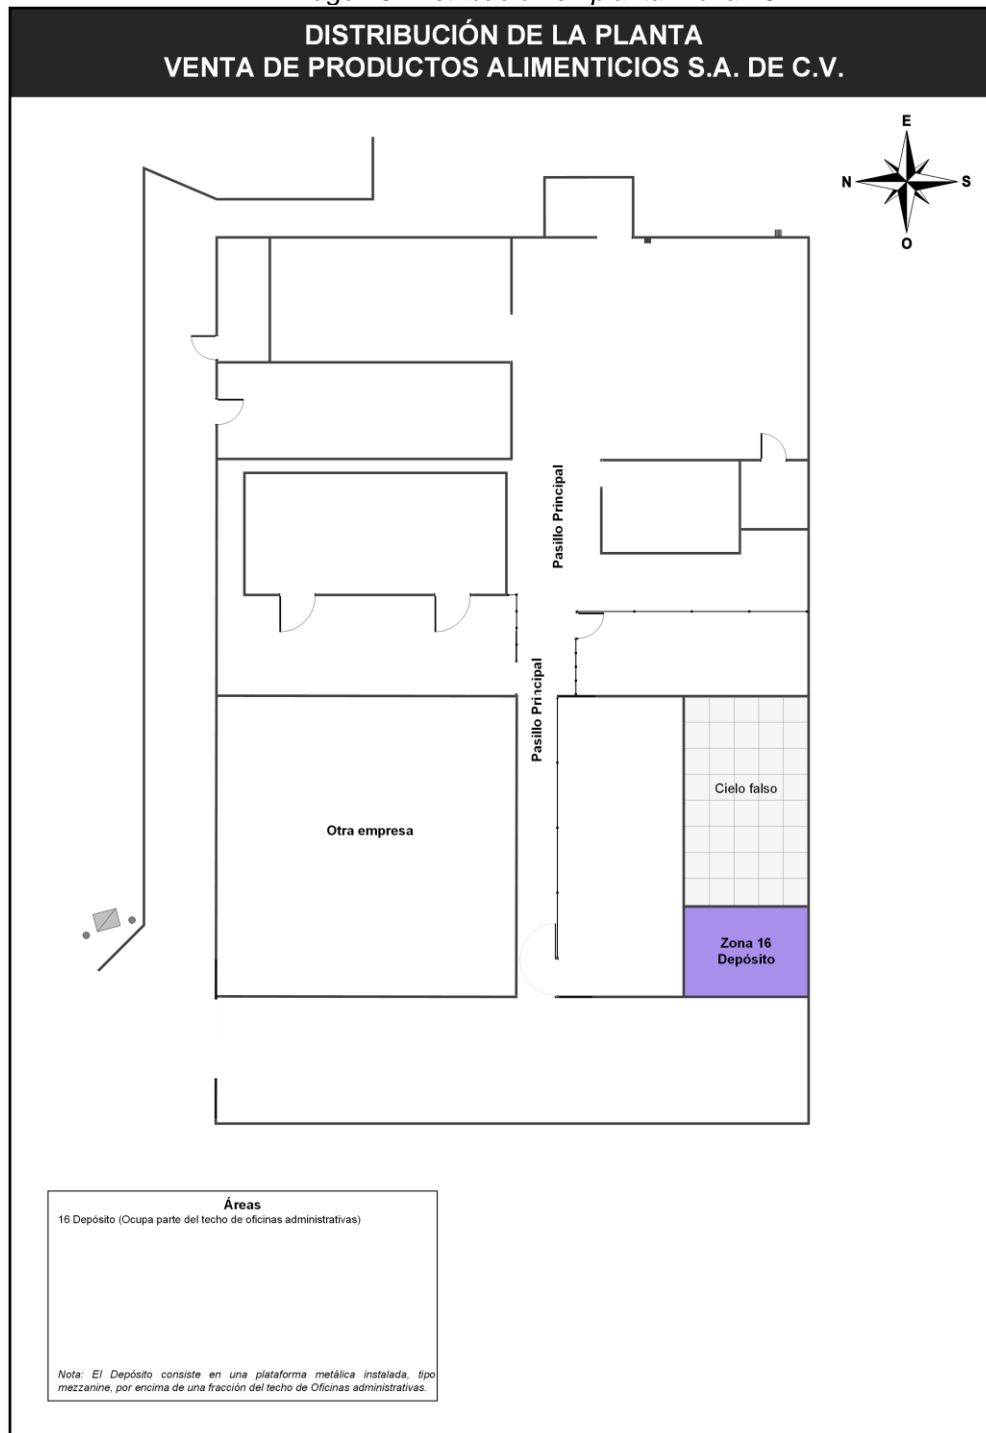 DISTRIBUCIÓN DE LA PLANTA
VENTA DE PRODUCTOS ALIMENTICIOS S.A. DE C.V.
E
N
S
O
Pasillo Principal
Pasillo Principal
Cielo falso
Otra empresa
Zona 16
Depósito
Áreas
16 Depósito (Ocupa parte del techo de oficinas administrativas)
Nota: El Depósito consiste en una plataforma metálica instalada, tipo
mezzanine, por encima de una fracción del techo de Oficinas administrativas.